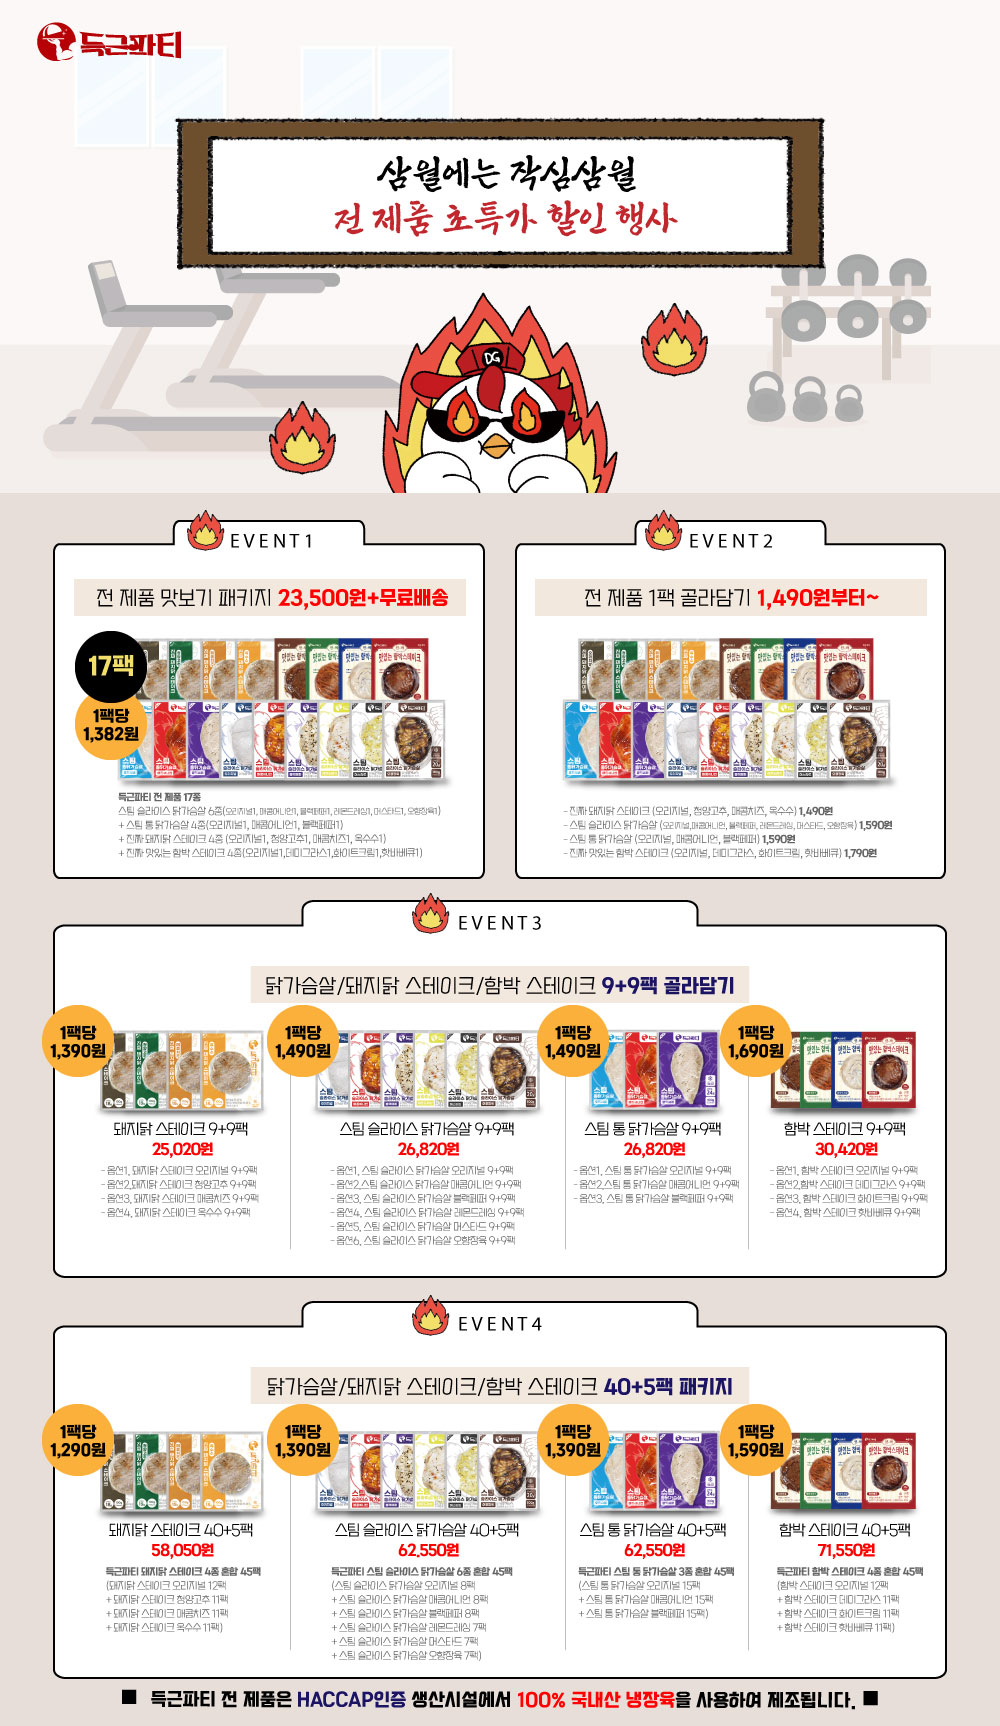 득근파티
삼월에는 작심삼월
전 제품 초특가 할인 행사
DG
EVENT1
전 제품 맛보기 패키지 23,500원+무료배송
17팩
1팩당
1,382원
득근파티 전 제품 17종
스팀 슬라이스 닭가슴살 6종(오리지널1, 매콤어니언1, 블랙페퍼1, 레몬드레싱1, 머스타드1, 오향장육1)
+ 스팀 통 닭가슴살 4종(오리지널1, 매콤어니언1, 블랙페퍼1)
+ 진짜 돼지닭 스테이크 4종 (오리지널1, 청양고추1, 매콤치즈1, 옥수수1)
+ 진짜 맛있는 함박 스테이크 4종(오리지널1,데미그라스1,화이트크림1,핫바베큐1)
EVENT2
전 제품 1팩 골라담기 1,490원부터~
- 진짜 돼지닭 스테이크 (오리지널, 청양고추, 매콤치즈, 옥수수) 1,490원
- 스팀 슬라이스 닭가슴살 (오리지널,매콤어니언, 블랙페퍼, 레몬드레싱, 머스타드, 오향장육) 1,590원
- 스팀 통 닭가슴살 (오리지널, 매콤어니언, 블랙페퍼) 1,590원
- 진짜 맛있는 함박 스테이크 (오리지널, 데미그라스, 화이트크림, 핫바베큐) 1,790원
EVENT3
닭가슴살/돼지닭 스테이크/함박 스테이크 9+9팩 골라담기
1팩당
1,390원
돼지닭 스테이크 9+9팩
25,020원
- 옵션1. 돼지닭 스테이크 오리지널 9+9팩
- 옵션2.돼지닭 스테이크 청양고추 9+9팩
- 옵션3. 돼지닭 스테이크 매콤치즈 9+9팩
- 옵션4. 돼지닭 스테이크 옥수수 9+9팩
1팩당
1,490원
스팀 슬라이스 닭가슴살 9+9팩
26,820원
- 옵션1. 스팀 슬라이스 닭가슴살 오리지널 9+9팩
- 옵션2.스팀 슬라이스 닭가슴살 매콤어니언 9+9팩
- 옵션3. 스팀 슬라이스 닭가슴살 블랙페퍼 9+9팩
- 옵션4. 스팀 슬라이스 닭가슴살 레몬드레싱 9+9팩
- 옵션5. 스팀 슬라이스 닭가슴살 머스타드 9+9팩
- 옵션6. 스팀 슬라이스 닭가슴살 오향장육 9+9팩
1팩당
1,490원
스팀 통 닭가슴살 9+9팩
26,820원
- 옵션1. 스팀 통 닭가슴살 오리지널 9+9팩
- 옵션2.스팀 통 닭가슴살 매콤어니언 9+9팩
- 옵션3. 스팀 통 닭가슴살 블랙페퍼 9+9팩
1팩당
1,690원
함박 스테이크 9+9팩
30,420원
- 옵션1. 함박 스테이크 오리지널 9+9팩
- 옵션2.함박 스테이크 데미그라스 9+9팩
- 옵션3. 함박 스테이크 화이트크림 9+9팩
- 옵션4. 함박 스테이크 핫바베큐 9+9팩
EVENT4
닭가슴살/돼지닭 스테이크/함박 스테이크 40+5팩 패키지
1팩당
1,290원
돼지닭 스테이크 40+5팩
58,050원
득근파티 돼지닭 스테이크 4종 혼합 45팩
(돼지닭 스테이크 오리지널 12팩
+ 돼지닭 스테이크 청양고추 11팩
+ 돼지닭 스테이크 매콤치즈 11팩
+ 돼지닭 스테이크 옥수수 11팩)
1팩당
1,390원
스팀 슬라이스 닭가슴살 40+5팩
62.550원
득근파티 스팀 슬라이스 닭가슴살 6종 혼합 45팩
(스팀 슬라이스 닭가슴살 오리지널 8팩
+ 스팀 슬라이스 닭가슴살 매콤어니언 8팩
+ 스팀 슬라이스 닭가슴살 블랙페퍼 8팩
+ 스팀 슬라이스 닭가슴살 레몬드레싱 7팩
+ 스팀 슬라이스 닭가슴살 머스타드 7팩
+ 스팀 슬라이스 닭가슴살 오향장육 7팩)
1팩당
1,390원
스팀 통 닭가슴살 40+5팩
62,550원
득근파티 스팀 통 닭가슴살 3종 혼합 45팩
(스팀 통 닭가슴살 오리지널 15팩
+ 스팀 통 닭가슴살 매콤어니언 15팩
+ 스팀 통 닭가슴살 블랙페퍼 15팩)
1팩당
1,590원
함박 스테이크 40+5팩
71,550원
득근파티 함박 스테이크 4종 혼합 45팩
(함박 스테이크 오리지널 12팩
+ 함박 스테이크 데미그라스 11팩
+ 함박 스테이크 화이트크림 11팩
+ 함박 스테이크 핫바베큐 11팩)
■ 득근파티 전 제품은 HACCAP인증 생산시설에서 100% 국내산 냉장육을 사용하여 제조됩니다. ■